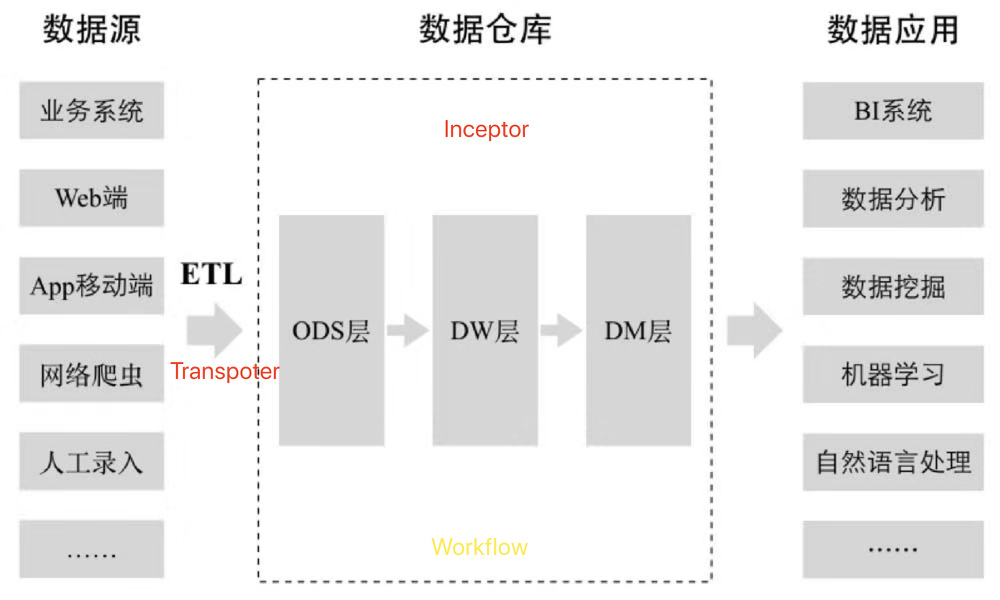 数据源
数据仓库
数据应用
业务系统
Web端
App移动端
网络爬虫
人工录入
……
ETL
Transpoter
Inceptor
ODS层
DW层
DM层
Workflow
BI系统
数据分析
数据挖掘
机器学习
自然语言处理
……